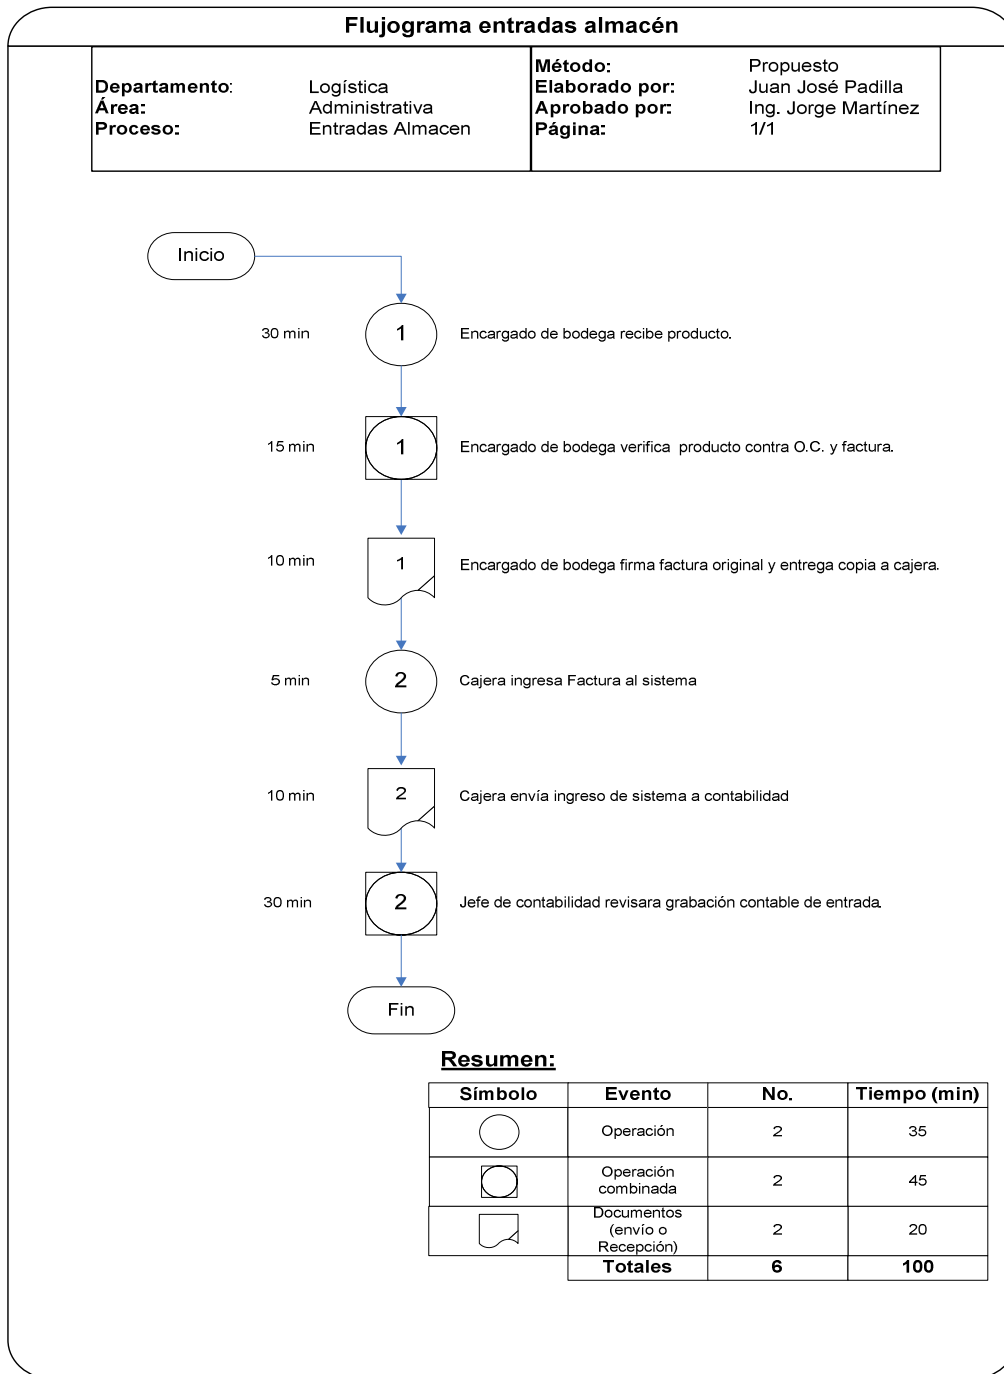 Flujograma entradas almacén
Departamento: Logística
Área: Administrativa
Proceso: Entradas Almacen
Método: Propuesto
Elaborado por: Juan José Padilla
Aprobado por: Ing. Jorge Martínez
Página: 1/1
Inicio
30 min 1 Encargado de bodega recibe producto.
15 min 1 Encargado de bodega verifica producto contra O.C. y factura.
10 min 1 Encargado de bodega firma factura original y entrega copia a cajera.
5 min 2 Cajera ingresa Factura al sistema
10 min 2 Cajera envía ingreso de sistema a contabilidad
30 min 2 Jefe de contabilidad revisara grabación contable de entrada.
Fin
Resumen:
Símbolo Evento No. Tiempo (min)
Operación 2 35
Operación
combinada 2 45
Documentos
(envío o
Recepción) 2 20
Totales 6 100